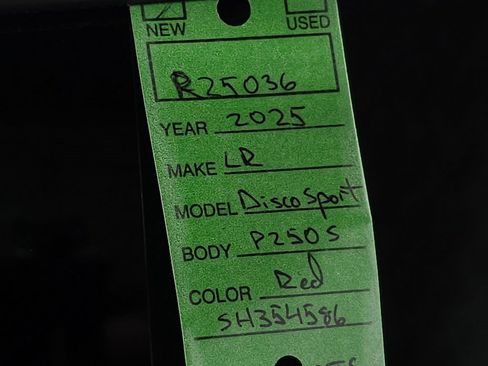 NEW USED
R25036
YEAR 2025
MAKE LR
MODEL Disco Sport
BODY P250 S
COLOR Red
SH354586